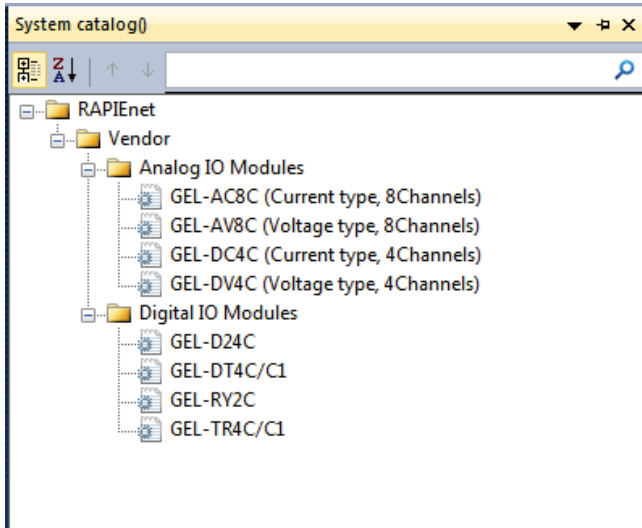 System catalog()
RAPIEnet
Vendor
Analog IO Modules
GEL-AC8C (Current type, 8Channels)
GEL-AV8C (Voltage type, 8Channels)
GEL-DC4C (Current type, 4Channels)
GEL-DV4C (Voltage type, 4Channels)
Digital IO Modules
GEL-D24C
GEL-DT4C/C1
GEL-RY2C
GEL-TR4C/C1